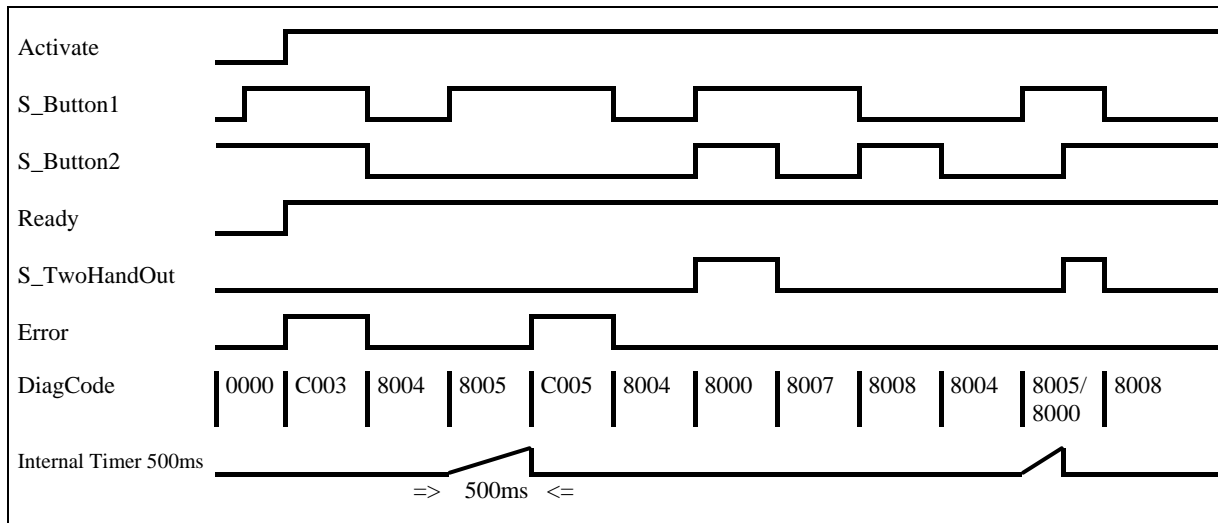 Activate
S_Button1
S_Button2
Ready
S_TwoHandOut
Error
DiagCode 0000 C003 8004 8005 C005 8004 8000 8007 8008 8004 8005/ 8008
8000
Internal Timer 500ms
=> 500ms <=